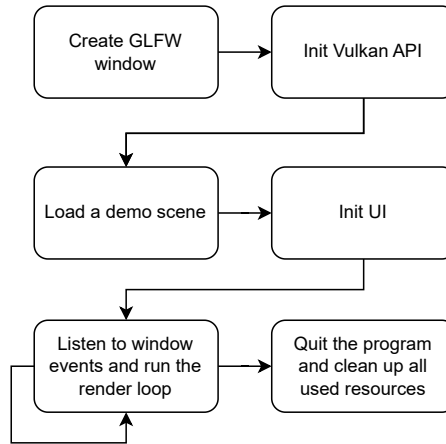 Create GLFW
window
Init Vulkan API
Load a demo scene
Init UI
Listen to window
events and run the
render loop
Quit the program
and clean up all
used resources